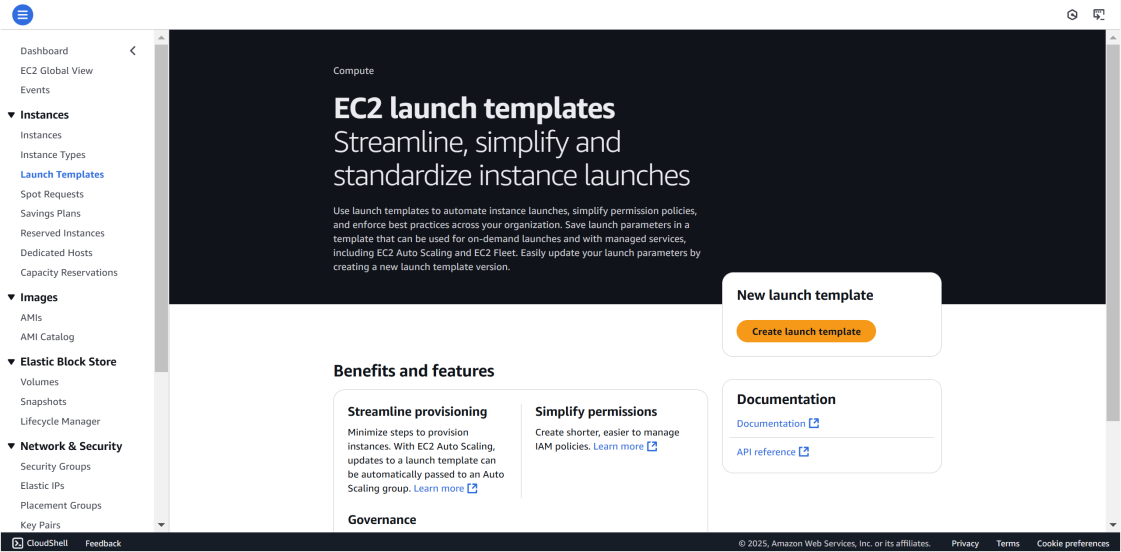 Dashboard
EC2 Global View
Events
Instances
Instances
Instance Types
Launch Templates
Spot Requests
Savings Plans
Reserved Instances
Dedicated Hosts
Capacity Reservations
Images
AMIs
AMI Catalog
Elastic Block Store
Volumes
Snapshots
Lifecycle Manager
Network & Security
Security Groups
Elastic IPs
Placement Groups
Key Pairs
Compute
EC2 launch templates
Streamline, simplify and
standardize instance launches
Use launch templates to automate instance launches, simplify permission policies,
and enforce best practices across your organization. Save launch parameters in a
template that can be used for on-demand launches and with managed services,
including EC2 Auto Scaling and EC2 Fleet. Easily update your launch parameters by
creating a new launch template version.
New launch template
Create launch template
Benefits and features
Streamline provisioning
Minimize steps to provision
instances. With EC2 Auto Scaling,
updates to a launch template can
be automatically passed to an Auto
Scaling group. Learn more
Simplify permissions
Create shorter, easier to manage
IAM policies. Learn more
Governance
Documentation
Documentation
API reference
CloudShell Feedback © 2025, Amazon Web Services, Inc. or its affiliates. Privacy Terms Cookie preferences